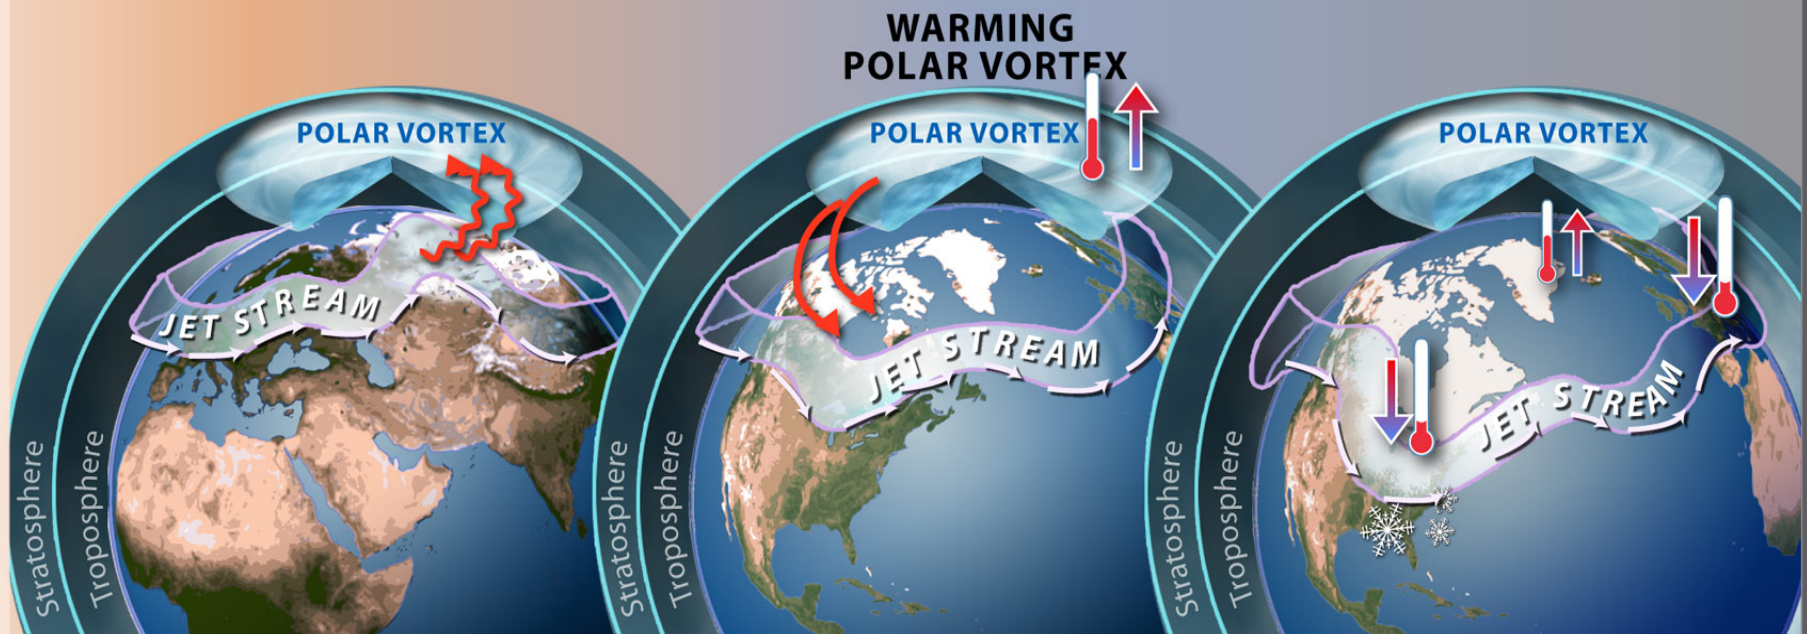 WARMING
POLAR VORTEX
POLAR VORTEX
JET STREAM
Stratosphere
Troposphere
POLAR VORTEX
JET STREAM
Stratosphere
Troposphere
POLAR VORTEX
JET STREAM
Stratosphere
Troposphere